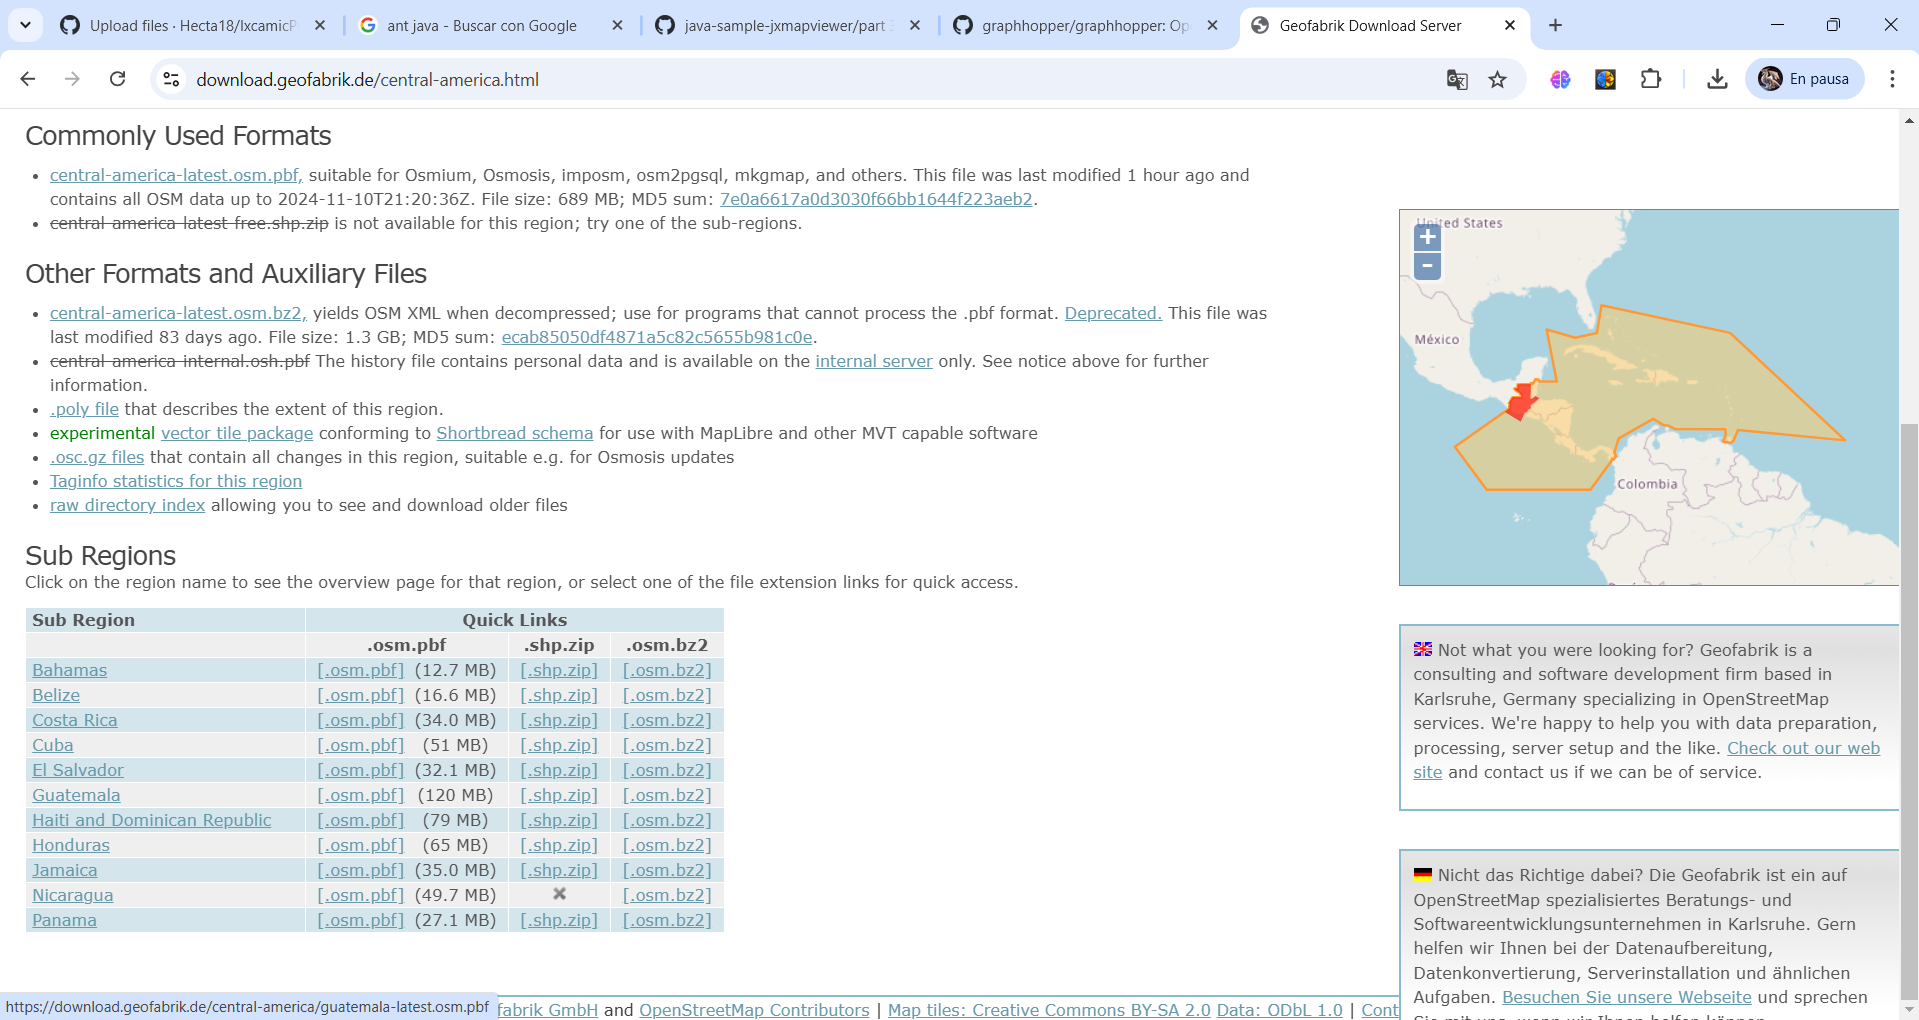 Upload files · Hecta18/IxcamicP
ant java - Buscar con Google
java-sample-jxmapviewer/part 3
graphhopper/graphhopper: Op
Geofabrik Download Server
download.geofabrik.de/central-america.html
En pausa
Commonly Used Formats
central-america-latest.osm.pbf, suitable for Osmium, Osmosis, imposm, osm2pgsql, mkgmap, and others. This file was last modified 1 hour ago and
contains all OSM data up to 2024-11-10T21:20:36Z. File size: 689 MB; MD5 sum: 7e0a6617a0d3030f66bb1644f223aeb2.
central-america-latest-free.shp.zip is not available for this region; try one of the sub-regions.
Other Formats and Auxiliary Files
central-america-latest.osm.bz2, yields OSM XML when decompressed; use for programs that cannot process the .pbf format. Deprecated. This file was
last modified 83 days ago. File size: 1.3 GB; MD5 sum: ecab85050df4871a5c82c5655b981c0e.
central-america-internal.osh.pbf The history file contains personal data and is available on the internal server only. See notice above for further
information.
.poly file that describes the extent of this region.
experimental vector tile package conforming to Shortbread schema for use with MapLibre and other MVT capable software
.osc.gz files that contain all changes in this region, suitable e.g. for Osmosis updates
Taginfo statistics for this region
raw directory index allowing you to see and download older files
Sub Regions
Click on the region name to see the overview page for that region, or select one of the file extension links for quick access.
Sub Region Quick Links
.osm.pbf .shp.zip .osm.bz2
Bahamas [.osm.pbf] (12.7 MB) [.shp.zip] [.osm.bz2]
Belize [.osm.pbf] (16.6 MB) [.shp.zip] [.osm.bz2]
Costa Rica [.osm.pbf] (34.0 MB) [.shp.zip] [.osm.bz2]
Cuba [.osm.pbf] (51 MB) [.shp.zip] [.osm.bz2]
El Salvador [.osm.pbf] (32.1 MB) [.shp.zip] [.osm.bz2]
Guatemala [.osm.pbf] (120 MB) [.shp.zip] [.osm.bz2]
Haiti and Dominican Republic [.osm.pbf] (79 MB) [.shp.zip] [.osm.bz2]
Honduras [.osm.pbf] (65 MB) [.shp.zip] [.osm.bz2]
Jamaica [.osm.pbf] (35.0 MB) [.shp.zip] [.osm.bz2]
Nicaragua [.osm.pbf] (49.7 MB) ✖ [.osm.bz2]
Panama [.osm.pbf] (27.1 MB) [.shp.zip] [.osm.bz2]
United States
+
-
México
Colombia
Not what you were looking for? Geofabrik is a
consulting and software development firm based in
Karlsruhe, Germany specializing in OpenStreetMap
services. We're happy to help you with data preparation,
processing, server setup and the like. Check out our web
site and contact us if we can be of service.
Nicht das Richtige dabei? Die Geofabrik ist ein auf
OpenStreetMap spezialisiertes Beratungs- und
Softwareentwicklungsunternehmen in Karlsruhe. Gern
helfen wir Ihnen bei der Datenaufbereitung,
Datenkonvertierung, Serverinstallation und ähnlichen
Aufgaben. Besuchen Sie unsere Webseite und sprechen
https://download.geofabrik.de/central-america/guatemala-latest.osm.pbf
fabrik GmbH and OpenStreetMap Contributors | Map tiles: Creative Commons BY-SA 2.0 Data: ODbL 1.0 | Cont